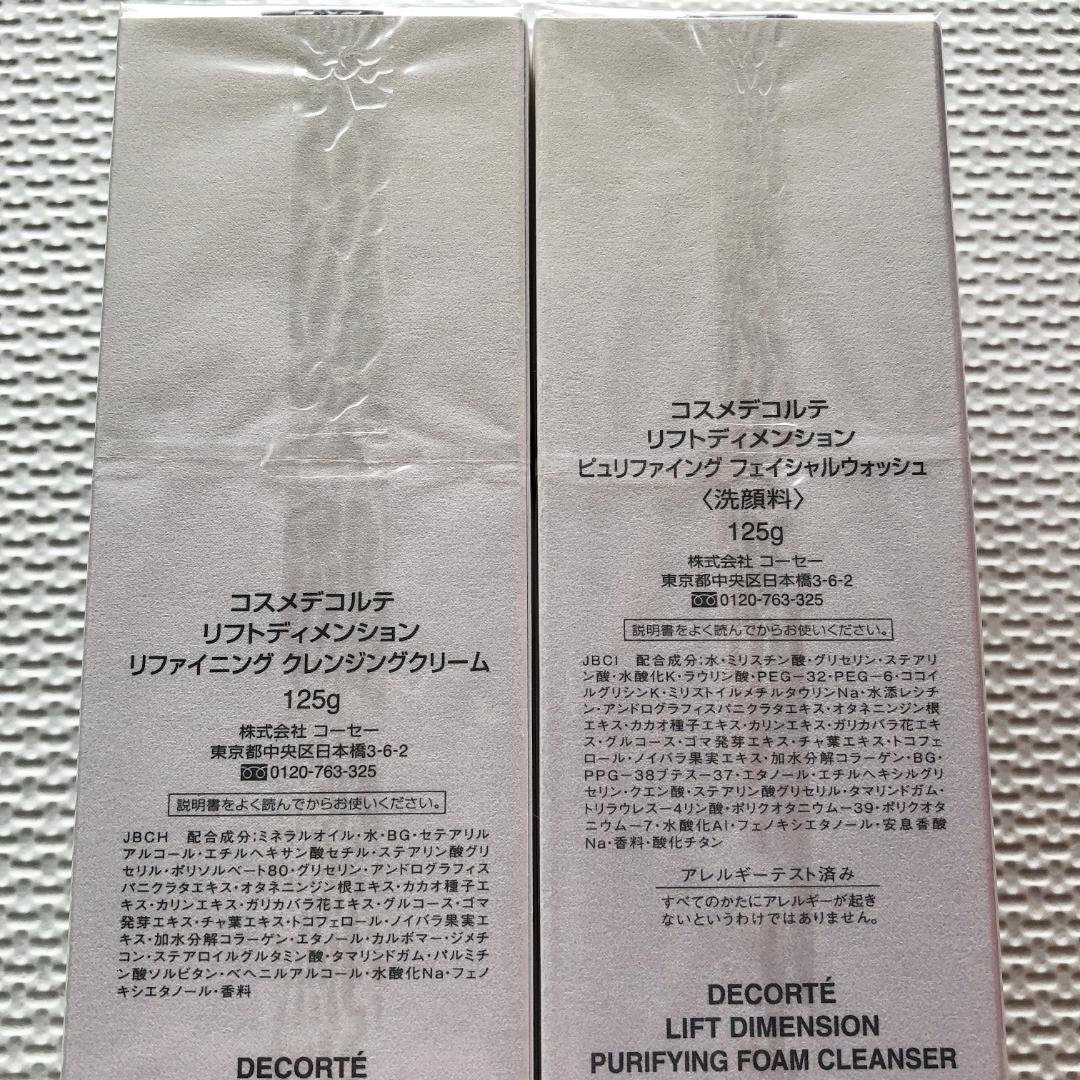 コスメデコルテ
リフトディメンション
リファイニング クレンジングクリーム
125g
株式会社 コーセー
東京都中央区日本橋3-6-2
0120-763-325
説明書をよく読んでからお使いください。
JBCH 配合成分:ミネラルオイル・水・BG・セテアリル
アルコール・エチルヘキサン酸セチル・ステアリン酸グリ
セリル・ポリソルベート80・グリセリン・アンドログラフィス
パニクラタエキス・オタネニンジン根エキス・カカオ種子エ
キス・カリンエキス・ガリカバラ花エキス・グルコース・ゴマ
発芽エキス・チャ葉エキス・トコフェロール・ノイバラ果実エ
キス・加水分解コラーゲン・エタノール・カルボマー・ジメチ
コン・ステアロイルグルタミン酸・タマリンドガム・パルミチ
ン酸ソルビタン・ベヘニルアルコール・水酸化Na・フェノ
キシエタノール・香料
DECORTÉ
コスメデコルテ
リフトディメンション
ピュリファイング フェイシャルウォッシュ
〈洗顔料〉
125g
株式会社 コーセー
東京都中央区日本橋3-6-2
0120-763-325
説明書をよく読んでからお使いください。
JBCI 配合成分:水・ミリスチン酸・グリセリン・ステアリ
ン酸・水酸化K・ラウリン酸・PEG-32・PEG-6・ココイ
ルグリシンK・ミリストイルメチルタウリンNa・水添レシチ
ン・アンドログラフィスパニクラタエキス・オタネニンジン根
エキス・カカオ種子エキス・カリンエキス・ガリカバラ花エキ
ス・グルコース・ゴマ発芽エキス・チャ葉エキス・トコフェ
ロール・ノイバラ果実エキス・加水分解コラーゲン・BG・
PPG-38ブテス-37・エタノール・エチルヘキシルグリ
セリン・クエン酸・ステアリン酸グリセリル・タマリンドガム・
トリラウレス-4リン酸・ポリクオタニウム-39・ポリクオタ
ニウム-7・水酸化Al・フェノキシエタノール・安息香酸
Na・香料・酸化チタン
アレルギーテスト済み
すべてのかたにアレルギーが起き
ないというわけではありません。
DECORTÉ
LIFT DIMENSION
PURIFYING FOAM CLEANSER